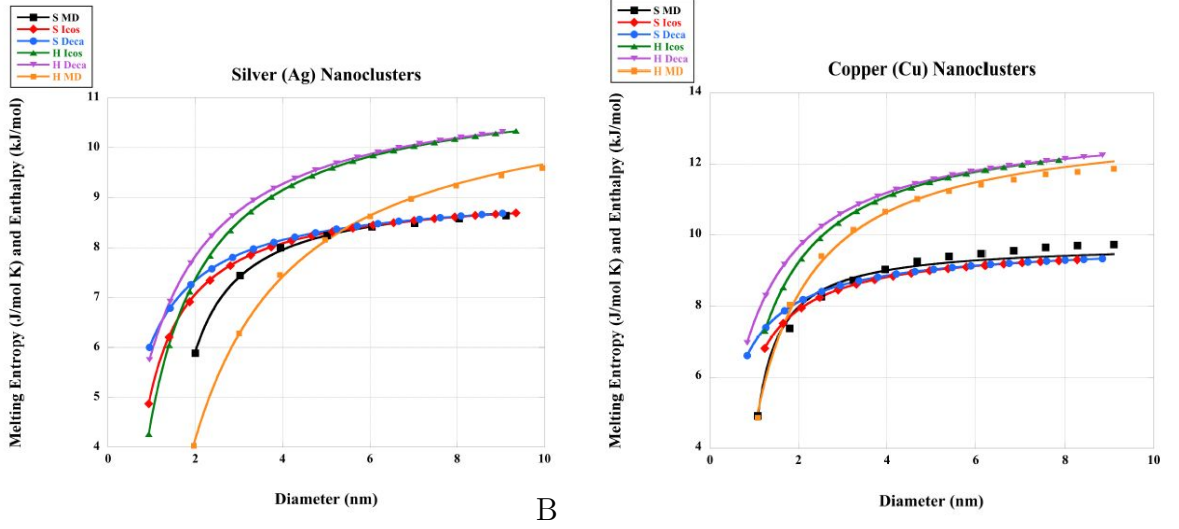 S MD
S Icos
S Deca
H Icos
H Deca
H MD
Silver (Ag) Nanoclusters
Melting Entropy (J/mol K) and Enthalpy (kJ/mol)
11
10
9
8
7
6
5
4
0
2
4
6
8
10
Diameter (nm)
B
S MD
S Icos
S Deca
H Icos
H Deca
H MD
Copper (Cu) Nanoclusters
Melting Entropy (J/mol K) and Enthalpy (kJ/mol)
14
12
10
8
6
4
0
2
4
6
8
10
Diameter (nm)